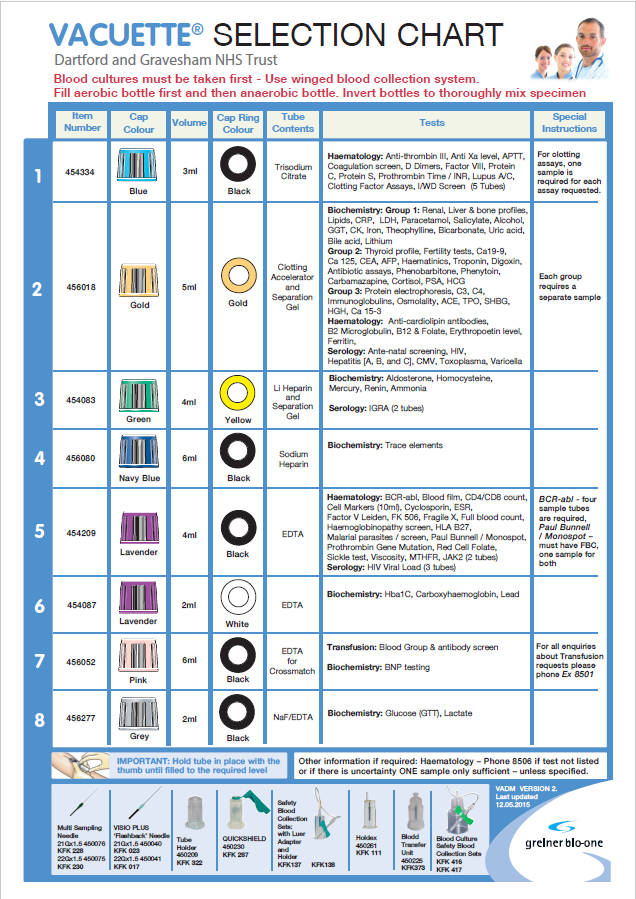 VACUETTE® SELECTION CHART
Dartford and Gravesham NHS Trust
Blood cultures must be taken first - Use winged blood collection system.
Fill aerobic bottle first and then anaerobic bottle. Invert bottles to thoroughly mix specimen
Item Number
Cap Colour
Volume
Cap Ring Colour
Tube Contents
Tests
Special Instructions
1
454334
Blue
3ml
Black
Trisodium
Citrate
Haematology: Anti-thrombin III, Anti Xa level, APTT,
Coagulation screen, D Dimers, Factor VIII, Protein
C, Protein S, Prothrombin Time / INR, Lupus A/C,
Clotting Factor Assays, I/WD Screen (5 Tubes)
For clotting
assays, one
sample is
required for each
assay requested.
2
456018
Gold
5ml
Gold
Clotting
Accelerator
and
Separation
Gel
Biochemistry: Group 1: Renal, Liver & bone profiles,
Lipids, CRP, LDH, Paracetamol, Salicylate, Alcohol,
GGT, CK, Iron, Theophylline, Bicarbonate, Uric acid,
Bile acid, Lithium
Group 2: Thyroid profile, Fertility tests, Ca19-9,
Ca 125, CEA, AFP, Haematinics, Troponin, Digoxin,
Antibiotic assays, Phenobarbitone, Phenytoin,
Carbamazapine, Cortisol, PSA, HCG
Group 3: Protein electrophoresis, C3, C4,
Immunoglobulins, Osmolality, ACE, TPO, SHBG,
HGH, Ca 15-3
Haematology: Anti-cardiolipin antibodies,
B2 Microglobulin, B12 & Folate, Erythropoetin level,
Ferritin,
Serology: Ante-natal screening, HIV,
Hepatitis [A, B, and C], CMV, Toxoplasma, Varicella
Each group
requires a
separate sample
3
454083
Green
4ml
Yellow
Li Heparin
and
Separation
Gel
Biochemistry: Aldosterone, Homocysteine,
Mercury, Renin, Ammonia
Serology: IGRA (2 tubes)
4
456080
Navy Blue
6ml
Black
Sodium
Heparin
Biochemistry: Trace elements
5
454209
Lavender
4ml
Black
EDTA
Haematology: BCR-abl, Blood film, CD4/CD8 count,
Cell Markers (10ml), Cyclosporin, ESR,
Factor V Leiden, FK 506, Fragile X, Full blood count,
Haemoglobinopathy screen, HLA B27,
Malarial parasites / screen, Paul Bunnell / Monospot,
Prothrombin Gene Mutation, Red Cell Folate,
Sickle test, Viscosity, MTHFR, JAK2 (2 tubes)
Serology: HIV Viral Load (3 tubes)
BCR-abl - four
sample tubes
are required,
Paul Bunnell
/ Monospot –
must have FBC,
one sample for
both
6
454087
Lavender
2ml
White
EDTA
Biochemistry: Hba1C, Carboxyhaemoglobin, Lead
7
456052
Pink
6ml
Black
EDTA
for
Crossmatch
Transfusion: Blood Group & antibody screen
Biochemistry: BNP testing
For all enquiries
about Transfusion
requests please
phone Ex 8501
8
456277
Grey
2ml
Black
NaF/EDTA
Biochemistry: Glucose (GTT), Lactate
IMPORTANT: Hold tube in place with the
thumb until filled to the required level
Other information if required: Haematology – Phone 8506 if test not listed
or if there is uncertainty ONE sample only sufficient – unless specified.
Multi Sampling
Needle
21Gx1.5 450076
KFK 228
22Gx1.5 450075
KFK 230
VISIO PLUS
'Flashback' Needle
21Gx1.5 450040
KFK 023
22Gx1.5 450041
KFK 017
Tube
Holder
450209
KFK 322
QUICKSHIELD
450230
KFK 287
Safety
Blood
Collection
Sets:
with Luer
Adapter
and
Holder
KFK137 KFK138
Holdex
450261
KFK 111
Blodd
Transfer
Unit
450225
KFK373
Blood Culture
Safety Blood
Collection Sets
KFK 416
KFK 417
VADM VERSION 2.
Last updated
12.05.2015
greiner bio-one